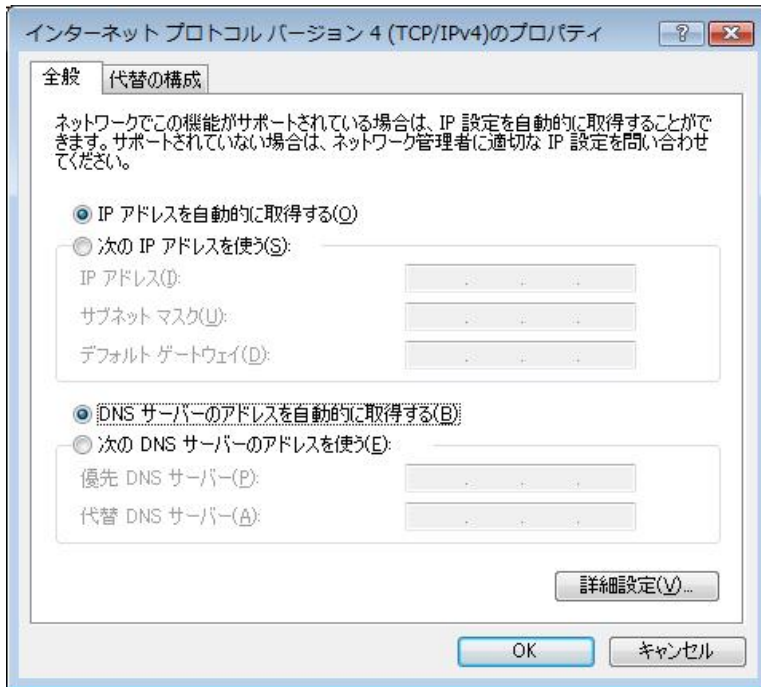 インターネット プロトコル バージョン 4 (TCP/IPv4)のプロパティ
全般
代替の構成
ネットワークでこの機能がサポートされている場合は、IP 設定を自動的に取得することがで
きます。サポートされていない場合は、ネットワーク管理者に適切な IP 設定を問い合わせ
てください。
IP アドレスを自動的に取得する(O)
次の IP アドレスを使う(S):
IP アドレス(I):
サブネット マスク(U):
デフォルト ゲートウェイ(D):
DNS サーバーのアドレスを自動的に取得する(B)
次の DNS サーバーのアドレスを使う(E):
優先 DNS サーバー(P):
代替 DNS サーバー(A):
詳細設定(V)...
OK
キャンセル